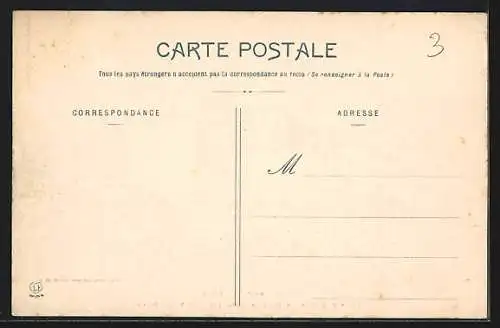 CARTE POSTALE
3
Tous les pays étrangers n'acceptent pas la correspondance au recto (Se renseigner à la Poste)
CORRESPONDANCE
ADRESSE
M